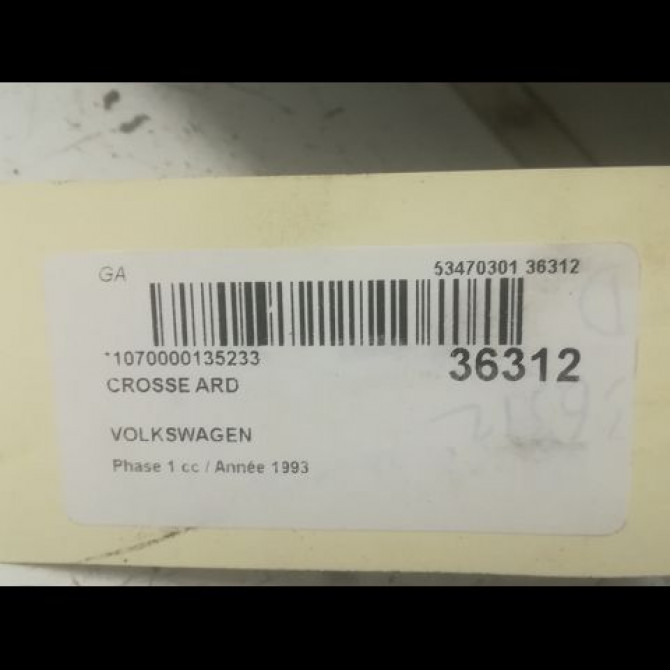 GA 53470301 36312
*1070000135233 36312
CROSSE ARD
VOLKSWAGEN
Phase 1 cc / Année 1993